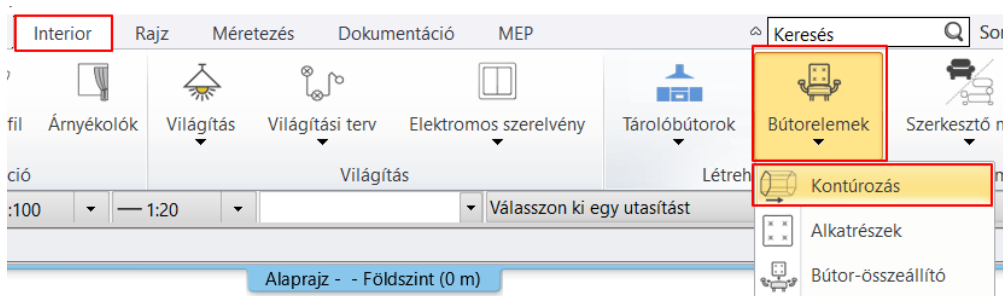 Interior Rajz Méretezés Dokumentáció MEP Keresés
fil Árnyékolók Világítás Világítási terv Elektromos szerelvény Tárolóbútorok Bútorelemek Szerkesztő
ció Világítás Létreh
:100 1:20 Válasszon ki egy utasítást
Kontúrozás
Alkatrészek
Alaprajz - - Földszint (0 m)
Bútor-összeállító